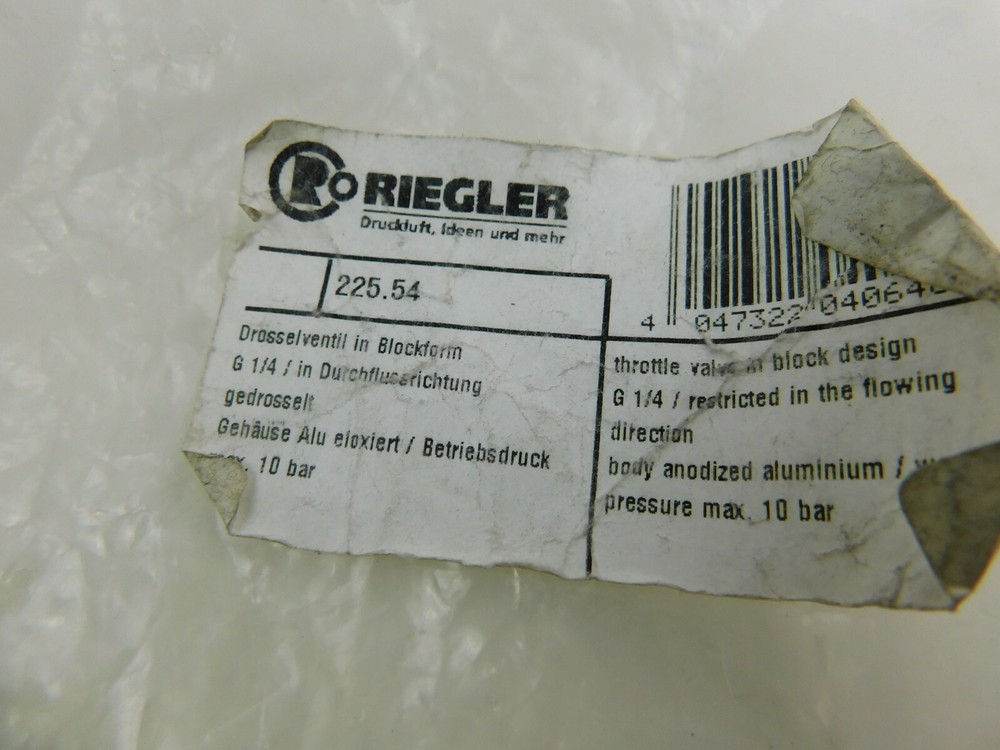 RIEGLER
Druckluft, Ideen und mehr
225.54
4 047322 04064
Drosselventil in Blockform
G 1/4 / in Durchflussrichtung
gedrosselt
Gehäuse Alu eloxiert / Betriebsdruck
max. 10 bar
throttle valve in block design
G 1/4 / restricted in the flowing
direction
body anodized aluminium /
pressure max. 10 bar